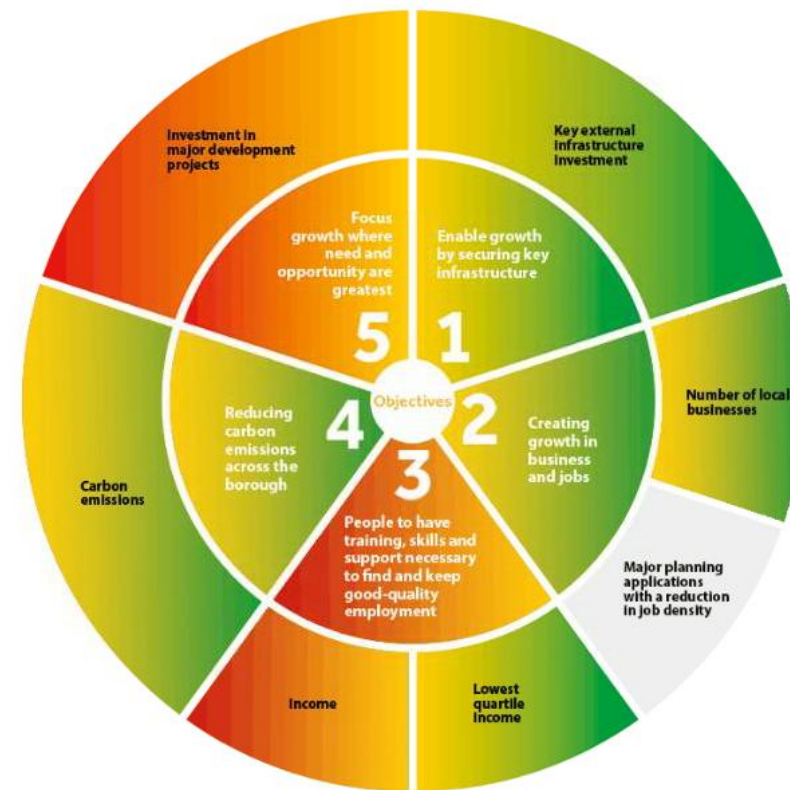 Investment in
major development
projects
Key external
infrastructure
investment
Focus
growth where
need and
opportunity are
greatest
5
Enable growth
by securing key
infrastructure
1
Objectives
Number of local
businesses
2
Creating
growth in
business
and jobs
Reducing
carbon
emissions
across the
borough
4
Carbon
emissions
3
People to have
training, skills and
support necessary
to find and keep
good-quality
employment
Major planning
applications
with a reduction
in job density
Income
Lowest
quartile
income